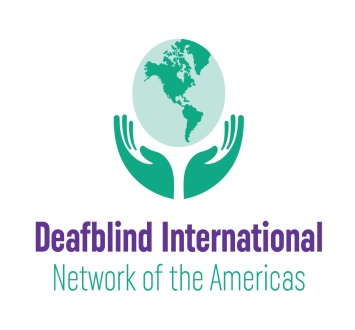 Deafblind International
Network of the Americas